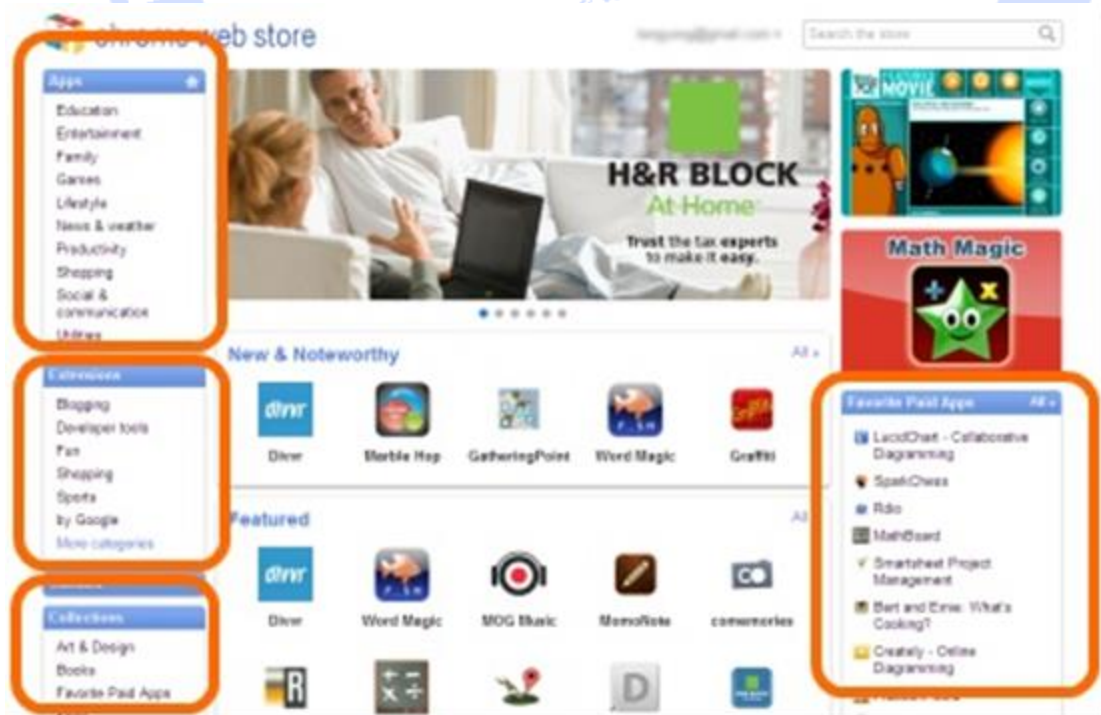 chrome web store
Search the store
Apps
Education
Entertainment
Family
Games
Lifestyle
News & weather
Productivity
Shopping
Social &
communication
Utilities
Extensions
Blogging
Developer tools
Fun
Shopping
Sports
by Google
More categories
Collections
Art & Design
Books
Favorite Paid Apps
H&R BLOCK
At Home
Trust the tax experts
to make it easy.
New & Noteworthy
All »
divvr
Marble Hop
GatheringPoint
Word Magic
Graffiti
Featured
All
Word Magic
MOG Music
MomoNote
comemories
MOVIE
Math Magic
Favorite Paid Apps
All »
LucidChart - Collaborative
Diagramming
SparkChess
Rdio
MathBoard
Smartsheet Project
Management
Bert and Ernie: What's
Cooking?
Creately - Online
Diagramming